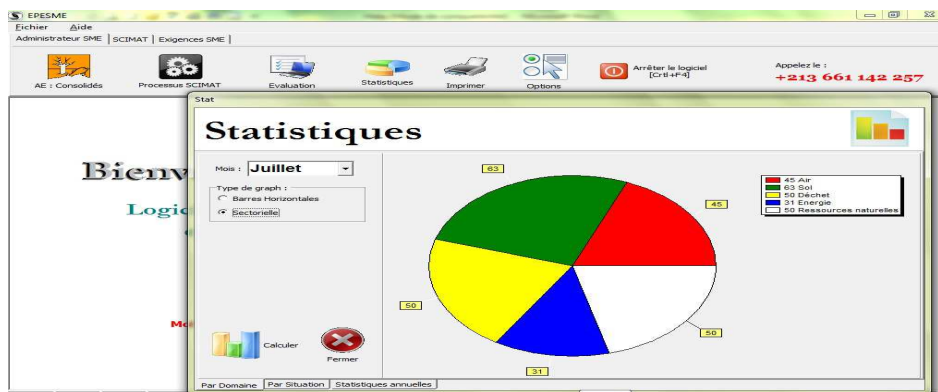 EPESME
Fichier Aide
Administrateur SME | SCIMAT | Exigences SME |
AE : Consolidés
Processus SCIMAT
Evaluation
Statistiques
Imprimer
Options
Arrêter le logiciel
[Crtl+F4]
Appelez le :
+213 661 142 257
Stat
Statistiques
Bienv
Logic
Mois : Juillet
Type de graph :
Barres Horizontales
Sectorielle
Calculer
Fermer
63
45
50
31
50
45 Air
63 Sol
50 Déchet
31 Energie
50 Ressources naturelles
Par Domaine | Par Situation | Statistiques annuelles